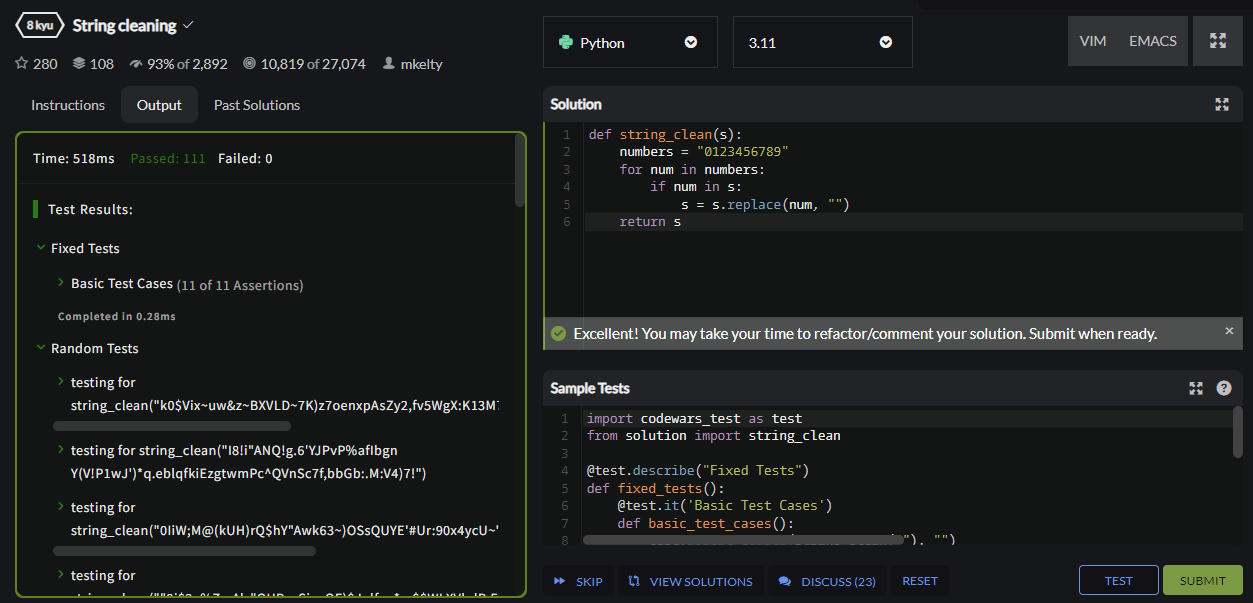 8 kyu String cleaning
280 108 93% of 2,892 10,819 of 27,074 mkelty
Instructions Output Past Solutions
Time: 518ms Passed: 111 Failed: 0
Test Results:
Fixed Tests
Basic Test Cases (11 of 11 Assertions)
Completed in 0.28ms
Random Tests
testing for
string_clean("k0$Vix~uw&z~BXVLD~7K)z7oenxpAsZy2,fv5WgX:K13M
testing for string_clean("I8!i"ANQ!g.6'YJPvP%afIbgn
Y(V!P1wJ')*q.eblqfkiEzgtwmPc^QVnSc7f,bbGb:.M:V4)7!")
testing for
string_clean("0IiW;M@(kUH)rQ$hY"Awk63~)OSsQUYE'#Ur:90x4ycU~'
testing for
Python 3.11 VIM EMACS
Solution
1 def string_clean(s):
2 numbers = "0123456789"
3 for num in numbers:
4 if num in s:
5 s = s.replace(num, "")
6 return s
Excellent! You may take your time to refactor/comment your solution. Submit when ready.
Sample Tests
1 import codewars_test as test
2 from solution import string_clean
3
4 @test.describe("Fixed Tests")
5 def fixed_tests():
6 @test.it('Basic Test Cases')
7 def basic_test_cases():
8 "), "")
SKIP VIEW SOLUTIONS DISCUSS (23) RESET TEST SUBMIT